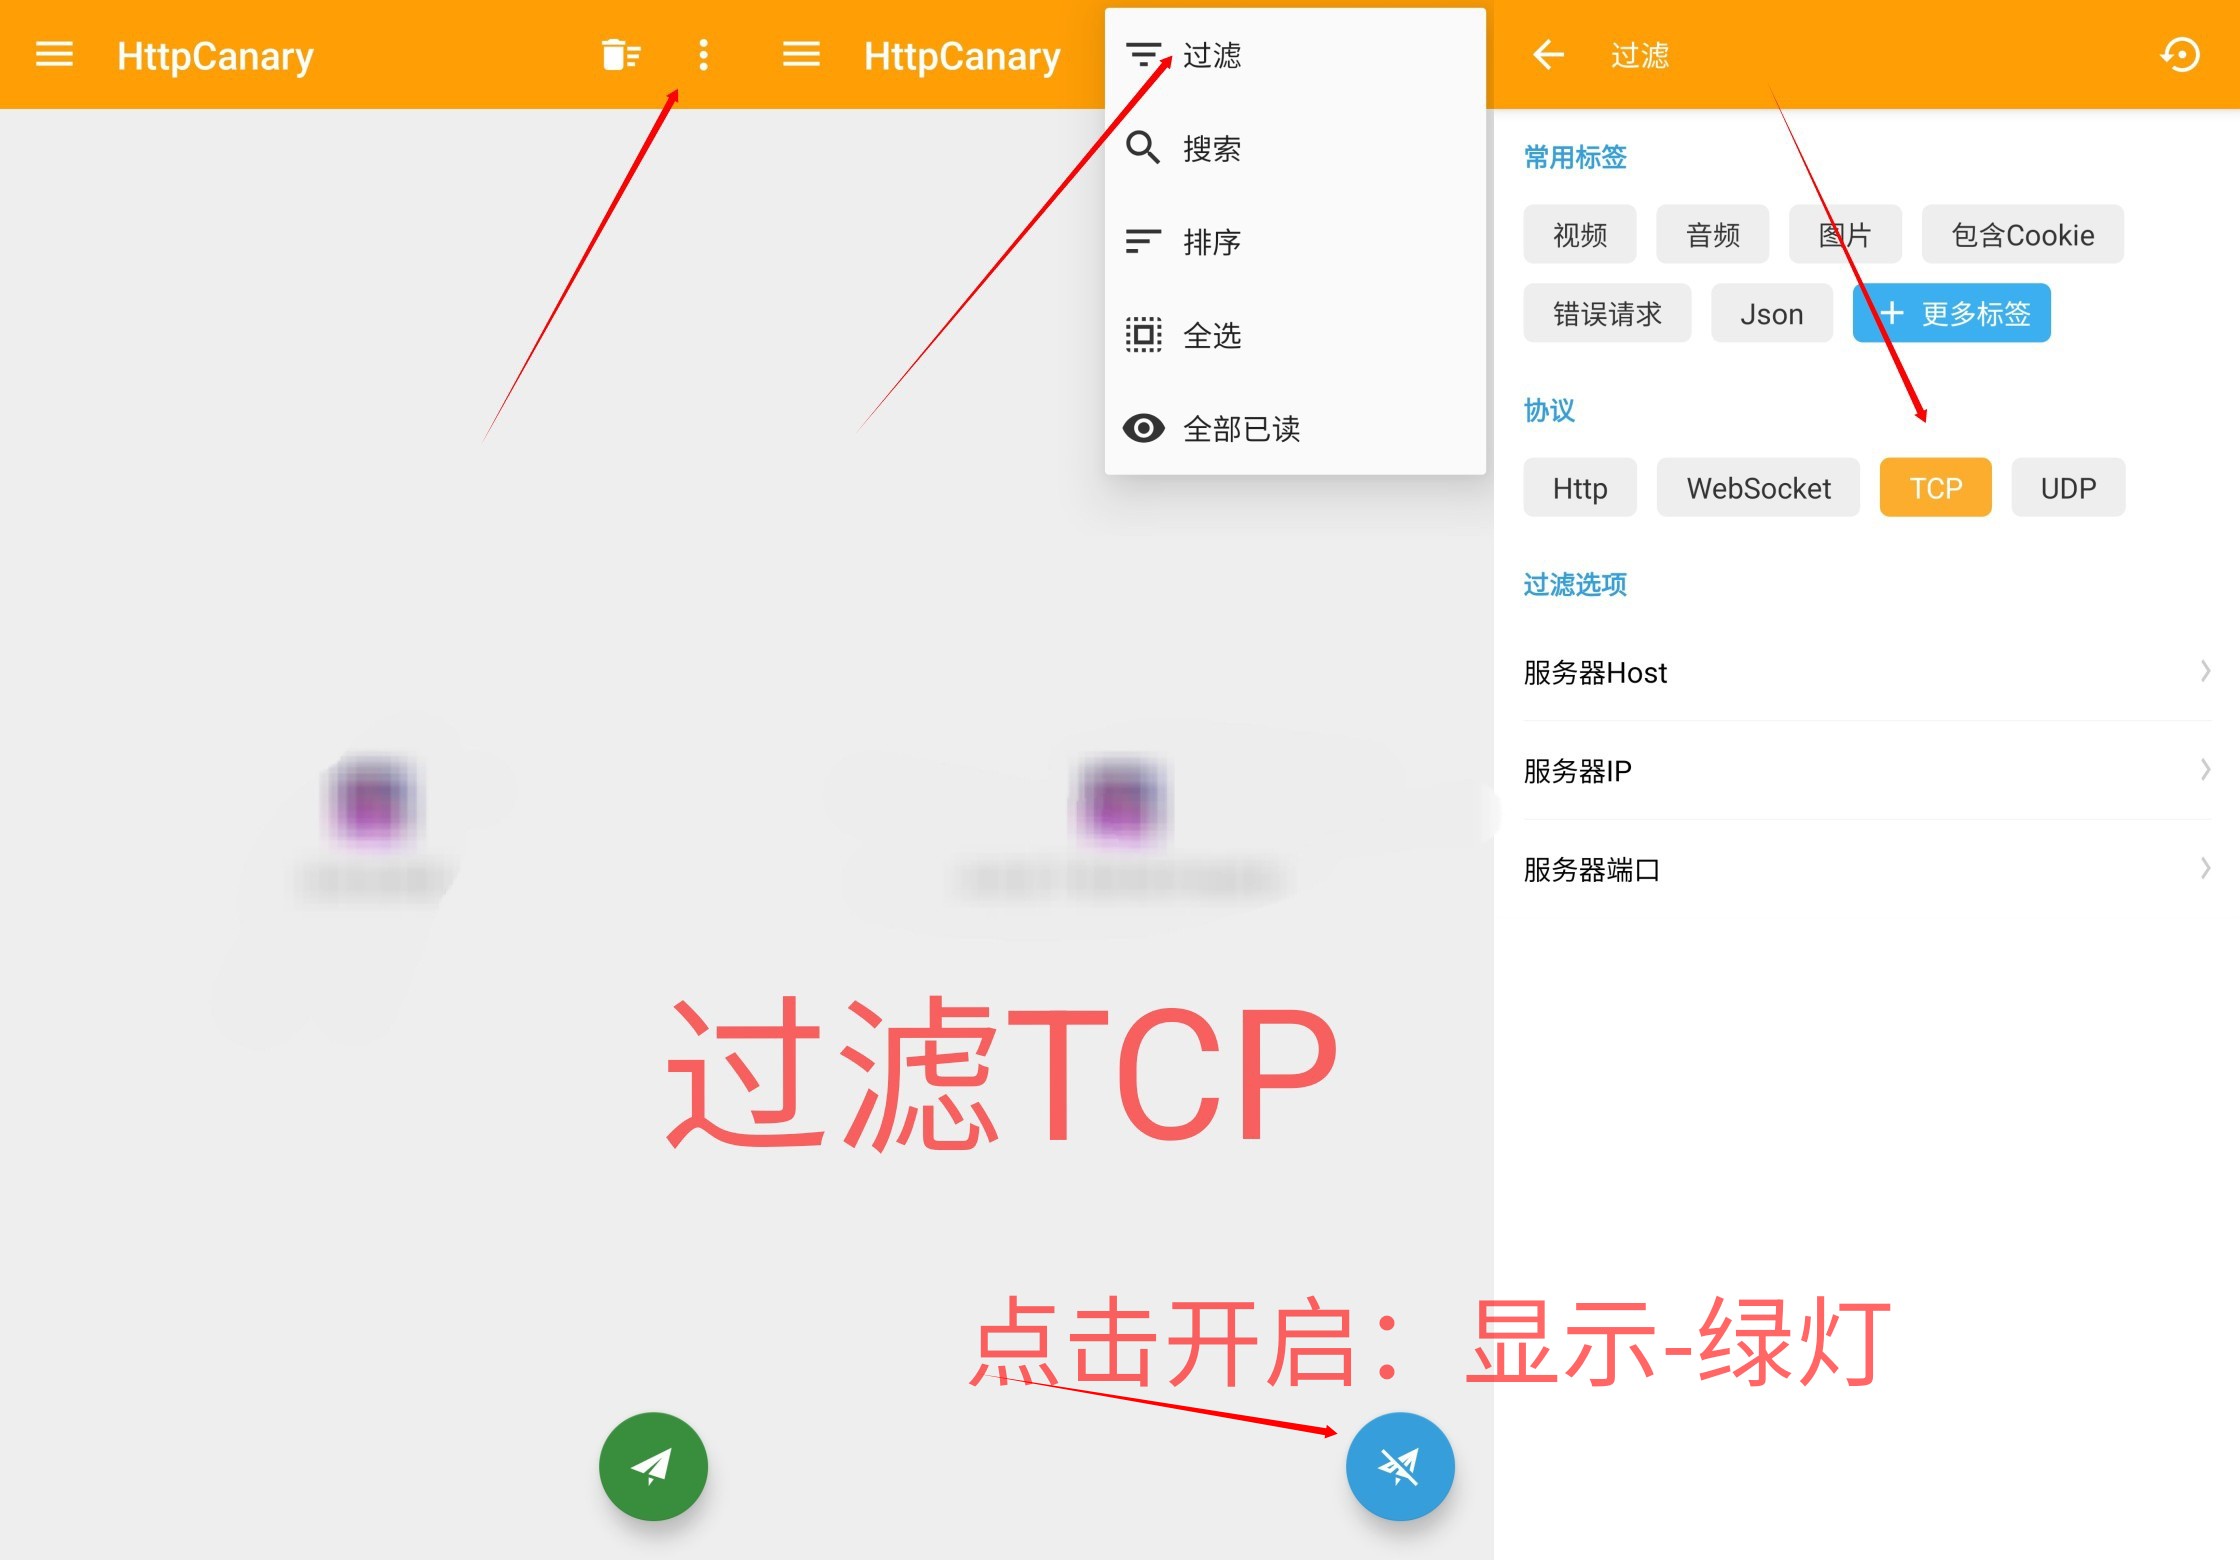 HttpCanary
HttpCanary
过滤
搜索
排序
全选
全部已读
过滤
常用标签
视频
音频
图片
包含Cookie
错误请求
Json
更多标签
协议
Http
WebSocket
TCP
UDP
过滤选项
服务器Host
服务器IP
服务器端口
过滤TCP
点击开启：显示-绿灯